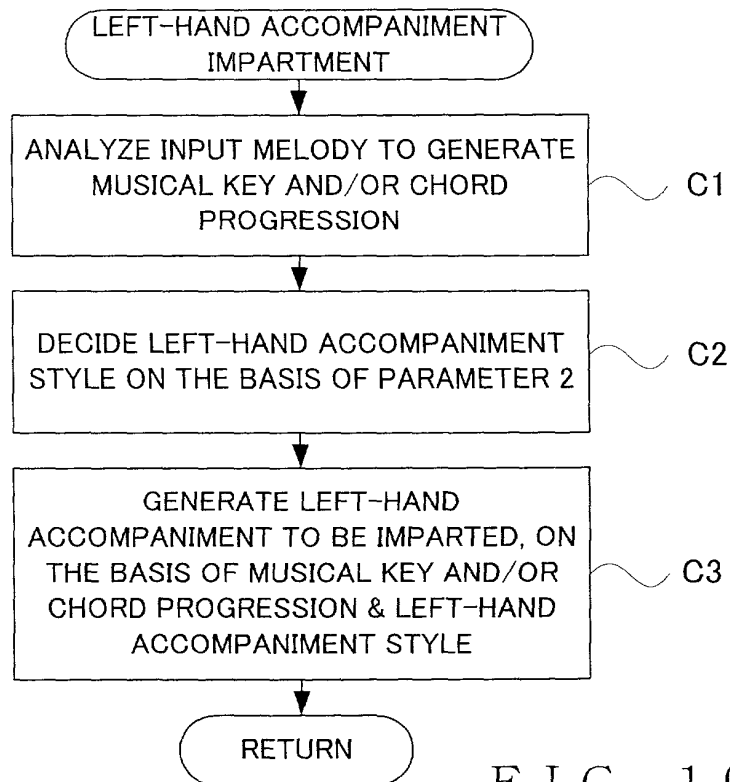 LEFT-HAND ACCOMPANIMENT
IMPARTMENT
ANALYZE INPUT MELODY TO GENERATE
MUSICAL KEY AND/OR CHORD
PROGRESSION
C1
DECIDE LEFT-HAND ACCOMPANIMENT
STYLE ON THE BASIS OF PARAMETER 2
C2
GENERATE LEFT-HAND
ACCOMPANIMENT TO BE IMPARTED, ON
THE BASIS OF MUSICAL KEY AND/OR
CHORD PROGRESSION & LEFT-HAND
ACCOMPANIMENT STYLE
C3
RETURN